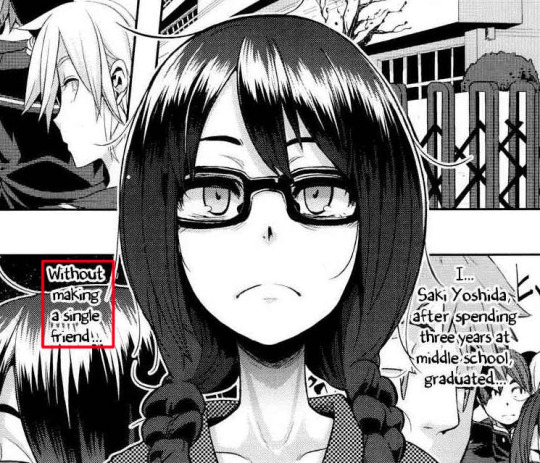 I...
Saki Yoshida,
after spending
three years at
middle school,
graduated...
Without
making
a single
friend...